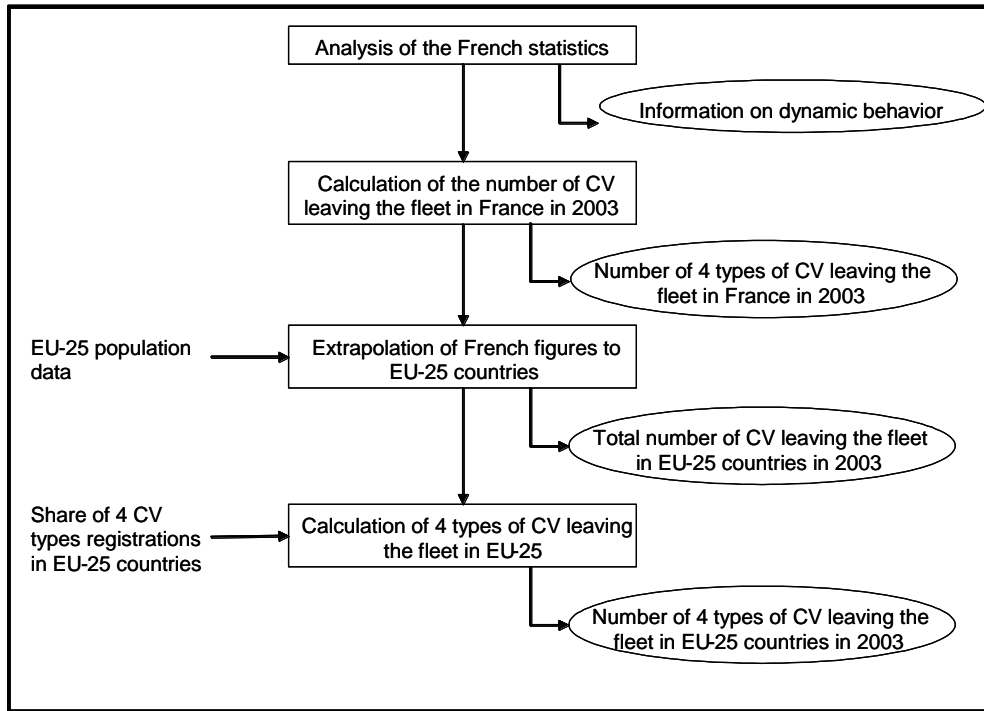 Analysis of the French statistics
Information on dynamic behavior
Calculation of the number of CV
leaving the fleet in France in 2003
Number of 4 types of CV leaving the
fleet in France in 2003
EU-25 population
data
Extrapolation of French figures to
EU-25 countries
Total number of CV leaving the fleet
in EU-25 countries in 2003
Share of 4 CV
types registrations
in EU-25 countries
Calculation of 4 types of CV leaving
the fleet in EU-25
Number of 4 types of CV leaving the
fleet in EU-25 countries in 2003